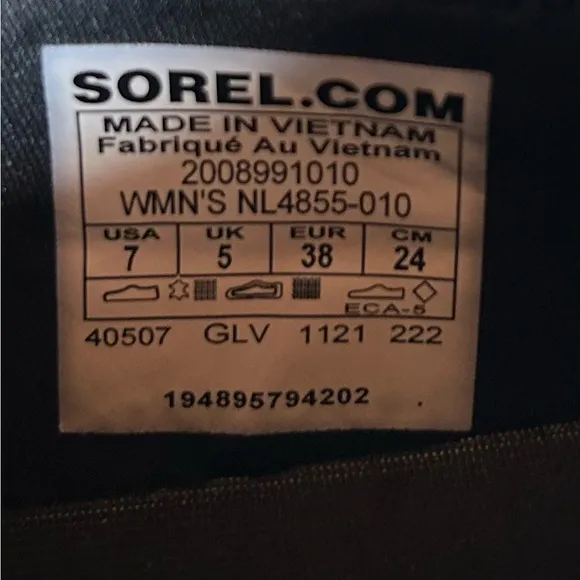 SOREL.COM
MADE IN VIETNAM
Fabriqué Au Vietnam
2008991010
WMN'S NL4855-010
USA UK EUR CM
7 5 38 24
ECA-5
40507 GLV 1121 222
194895794202 .